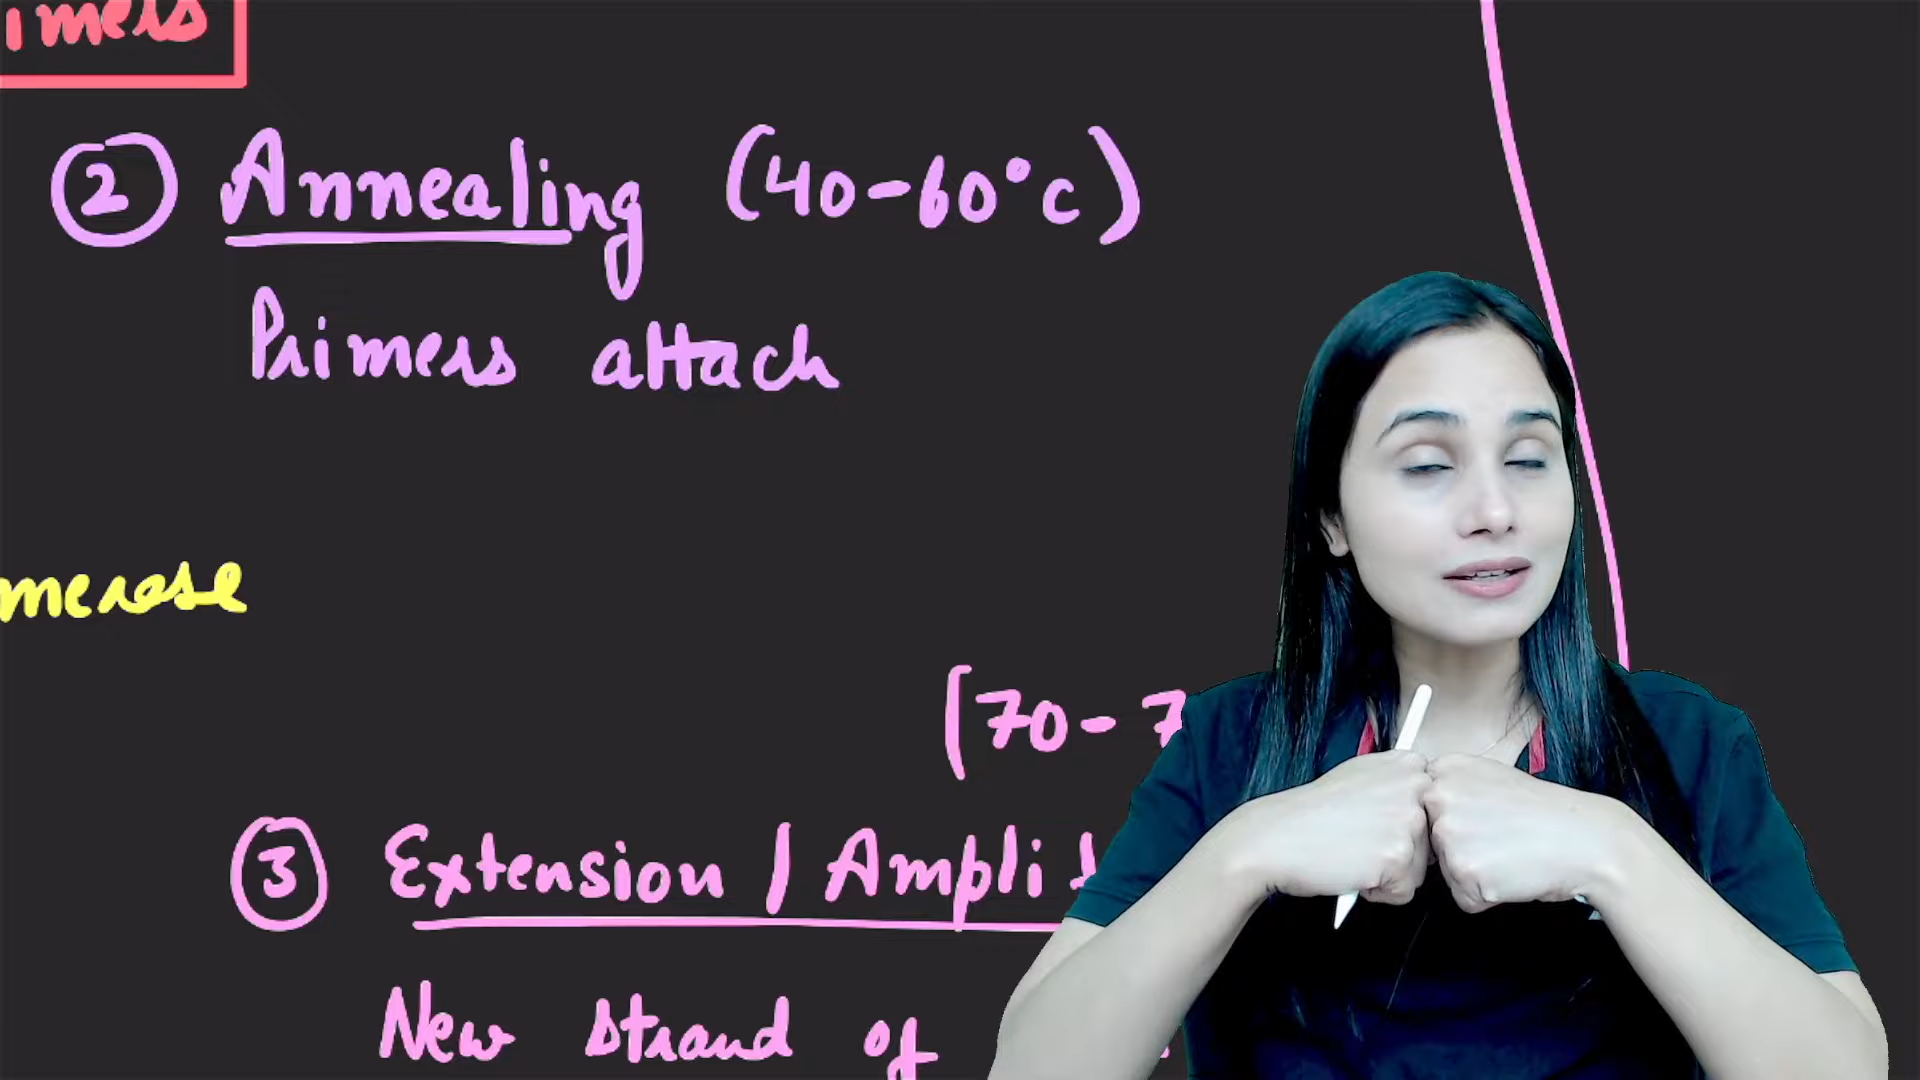 imers
② Annealing (40-60°C)
Primers attach
merase
(70-7
③ Extension / Ampli
New strand of